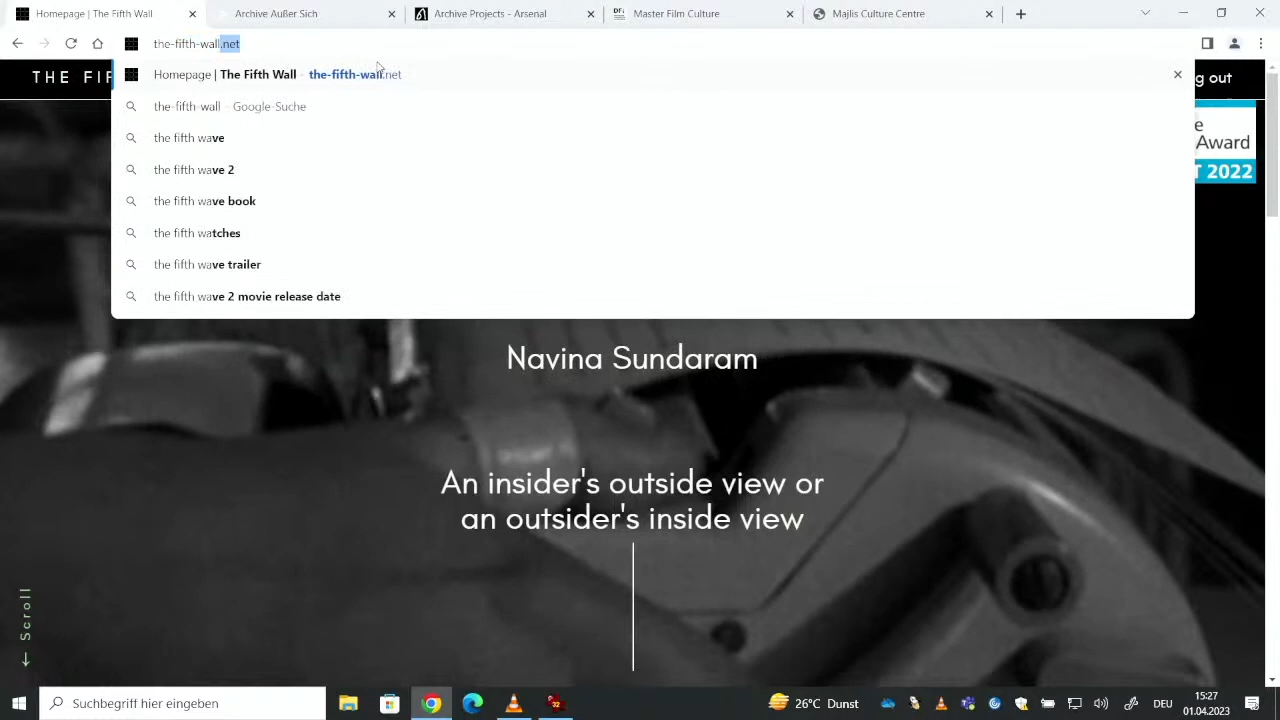 Homepage | The Fifth Wall
Archive Außer Sich
Archive Projects - Arsenal
Master Film Culture
Majlis Culture Centre
the-fifth-wall.net
THE FIF
Homepage | The Fifth Wall - the-fifth-wall.net
g out
the-fifth-wall - Google-Suche
the fifth wave
the fifth wave 2
the fifth wave book
the fifth watches
the fifth wave trailer
the fifth wave 2 movie release date
e
Award
T 2022
Navina Sundaram
An insider's outside view or
an outsider's inside view
← Scroll
Suchbegriff hier eingeben
26°C Dunst
DEU
15:27
01.04.2023